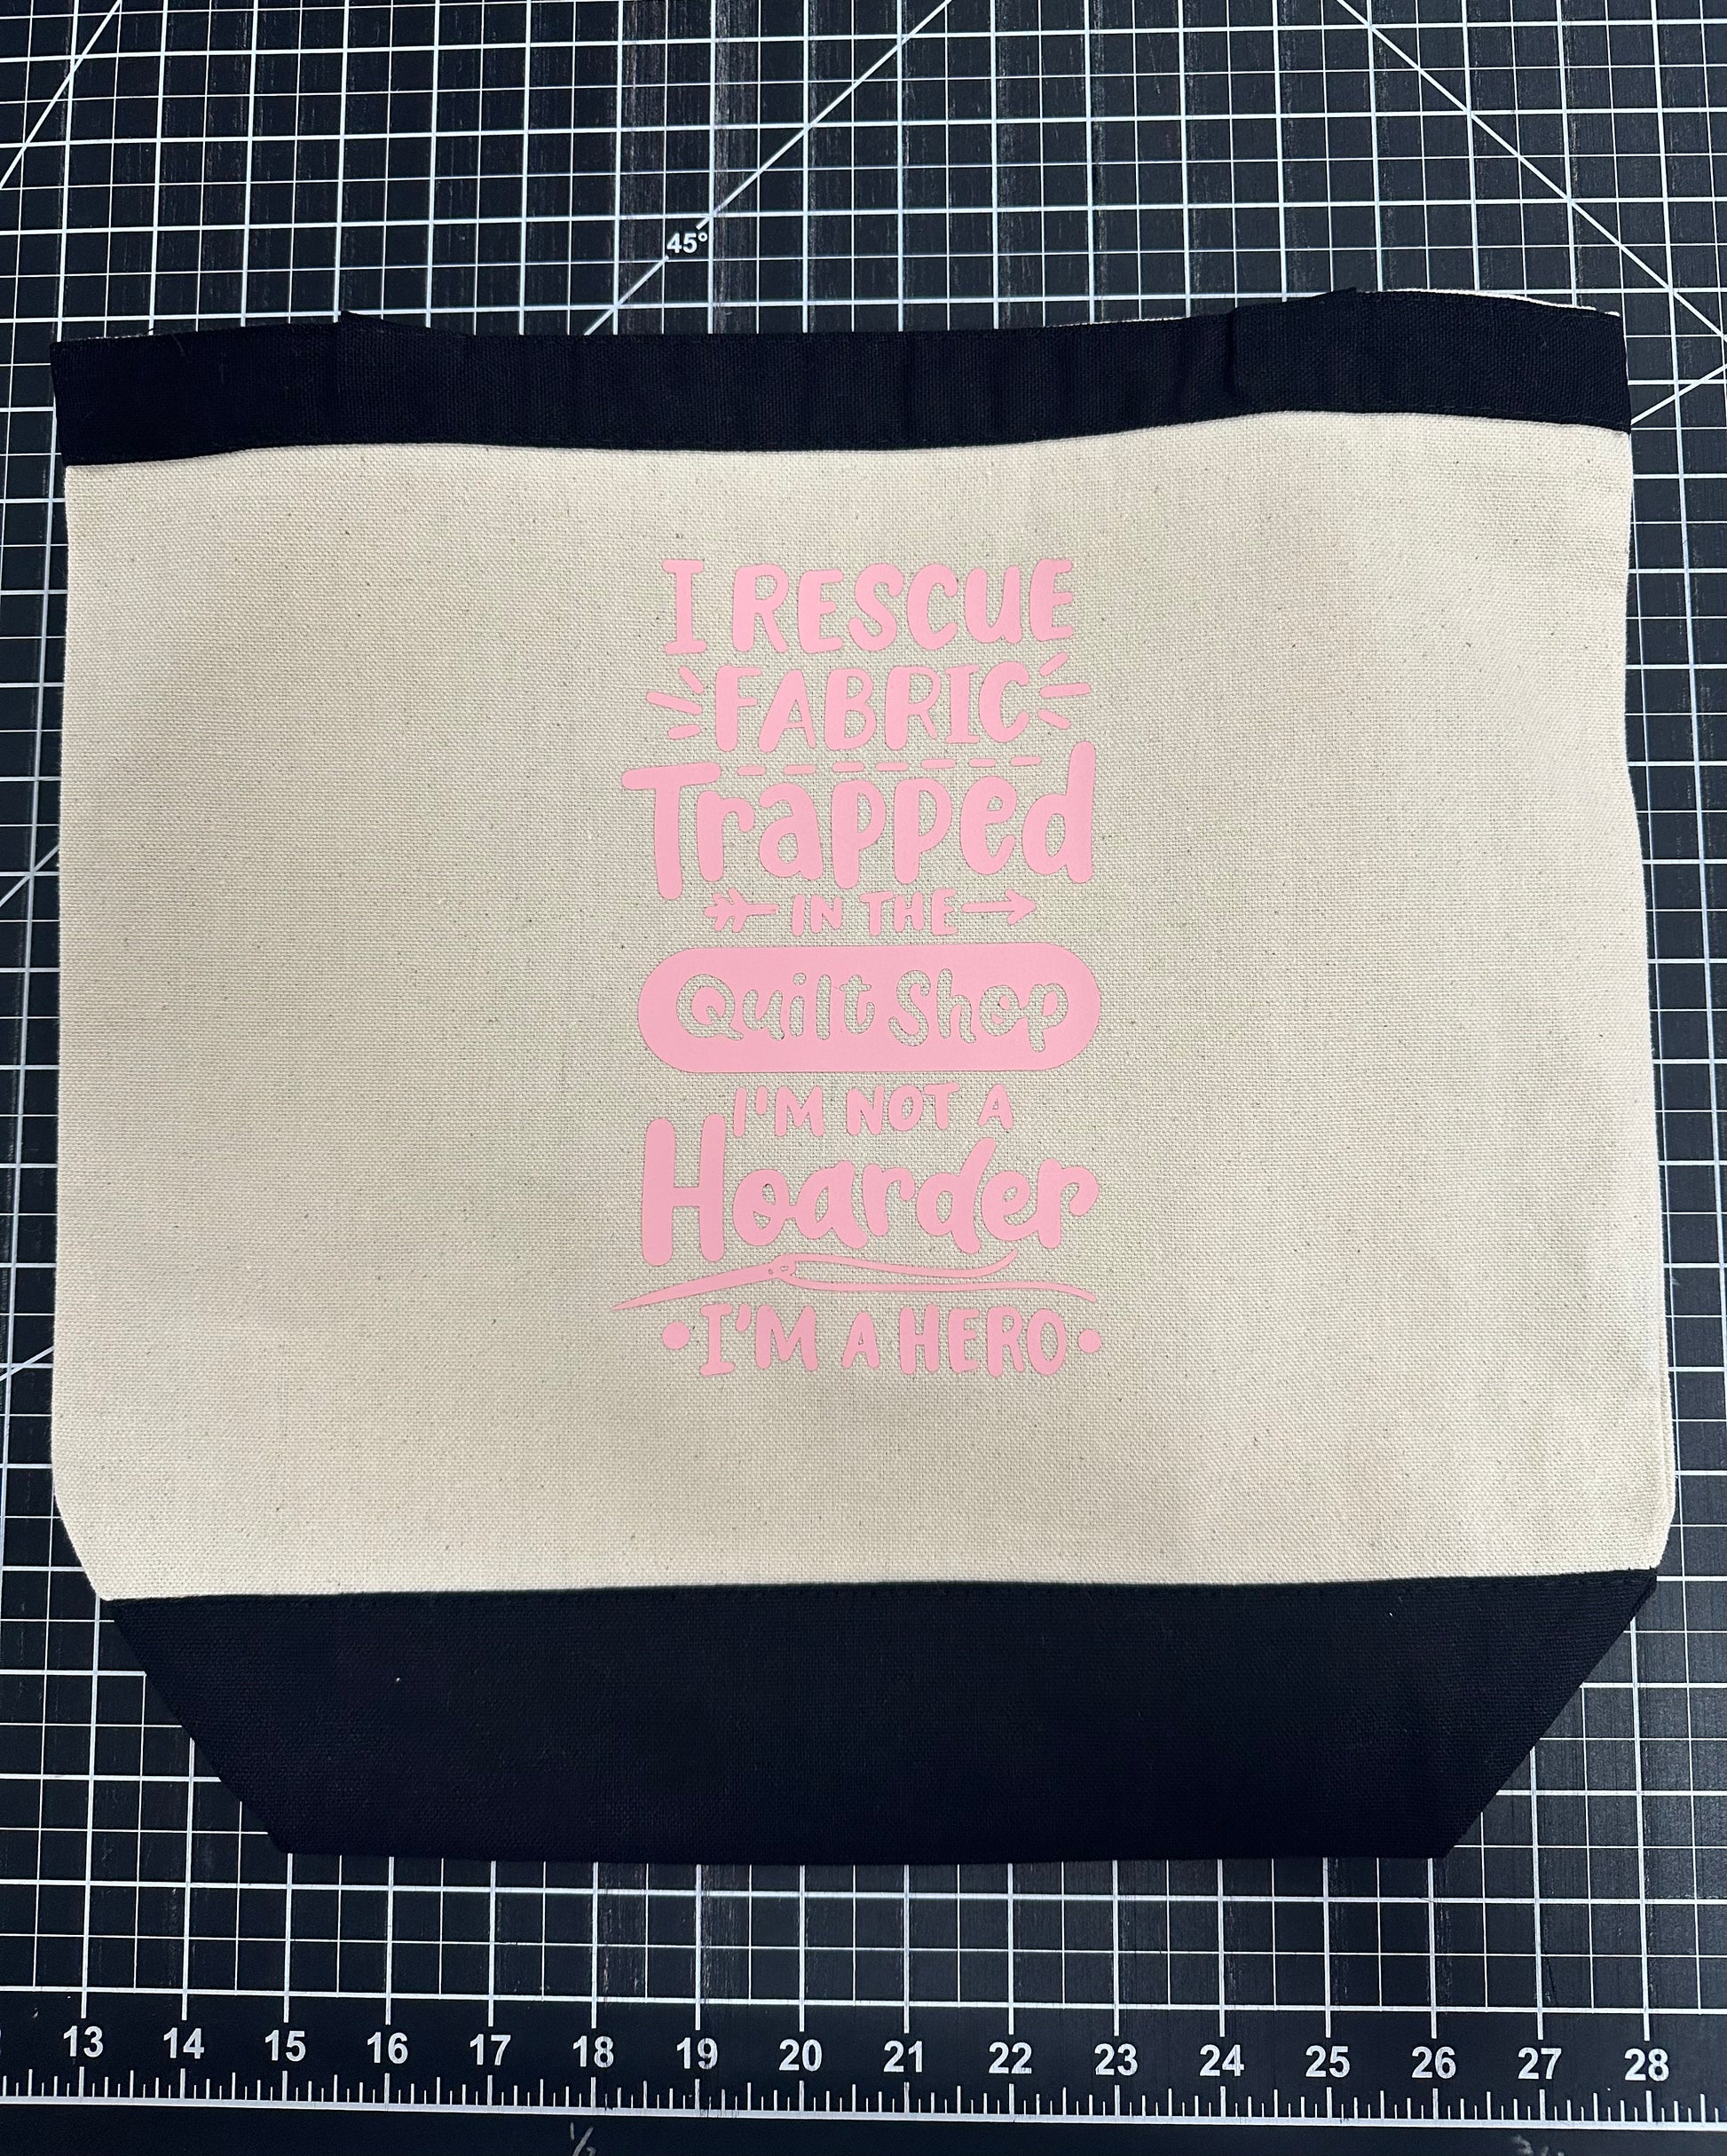 45°
I RESCUE
FABRIC
Trapped
IN THE
Quilt Shop
I'M NOT A
Hoarder
•I'M A HERO•
13 14 15 16 17 18 19 20 21 22 23 24 25 26 27 28